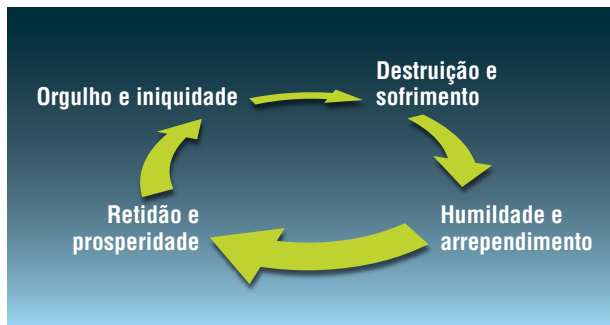 Orgulho e iniquidade
Destruição e
sofrimento
Humildade e
arrependimento
Retidão e
prosperidade